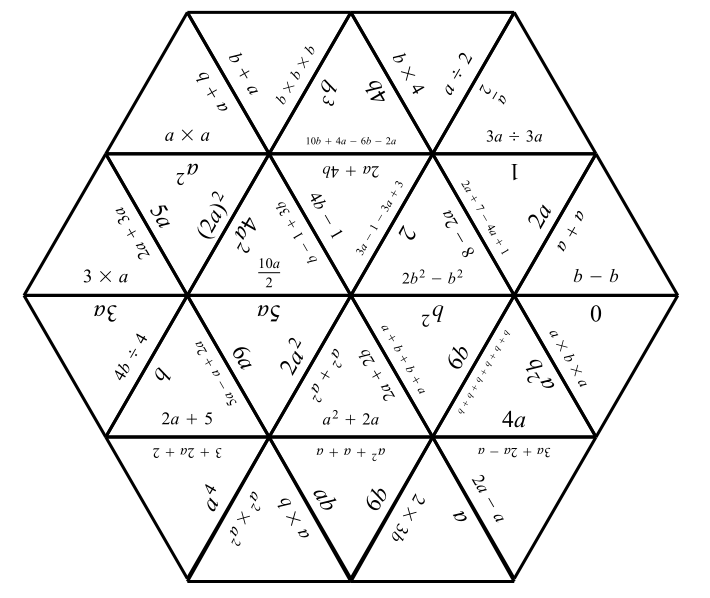 a + b
b + a
b × b × b
b³
4b
b × 4
a ÷ 2
a/2
a × a
10b + 4a − 6b − 2a
3a ÷ 3a
a²
2a + 4b
1
2a + 3a
5a
(2a)²
4a²
b − 1 + 3b
4b − 1
3a − 1 − 3a + 3
2
8 − 2a
2a + 7 − 4a + 1
2a
a + a
3 × a
10a
2
2b² − b²
b − b
3a
5a
b²
0
4b ÷ 4
b
5a − a + 2a
6a
2a²
a² + a²
2a + 2b
a + b + b + a
6b
b + b + b + b + b + b
a²b
a × b × a
2a + 5
a² + 2a
4a
3 + 2a + 2
a² + a + a
3a + 2a − a
a⁴
a² × a²
a × b
ab
6b
2 × 3b
a
2a − a